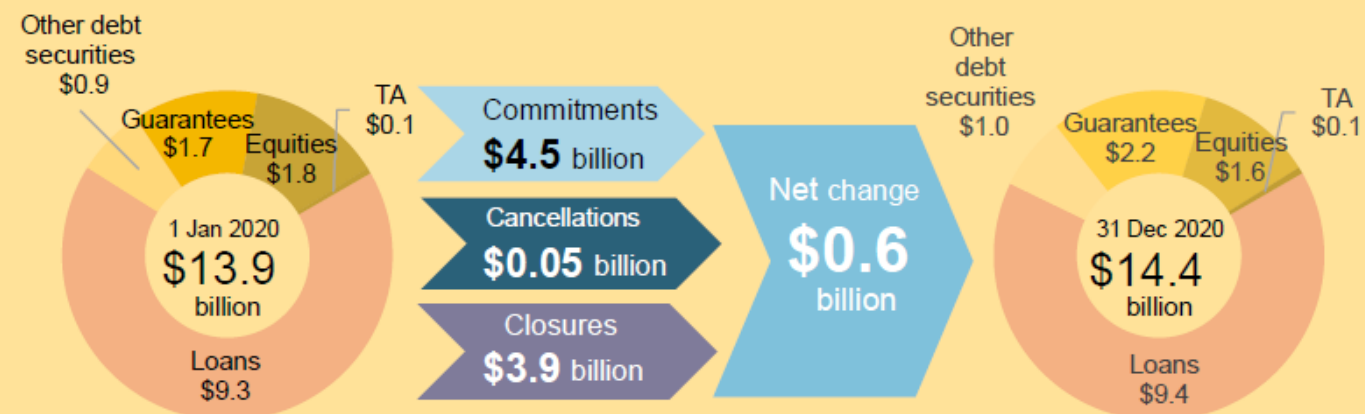 Other debt
securities
$0.9
Guarantees
$1.7
Equities
$1.8
TA
$0.1
1 Jan 2020
$13.9
billion
Loans
$9.3
Commitments
$4.5 billion
Cancellations
$0.05 billion
Closures
$3.9 billion
Net change
$0.6
billion
Other
debt
securities
$1.0
Guarantees
$2.2
Equities
$1.6
TA
$0.1
31 Dec 2020
$14.4
billion
Loans
$9.4